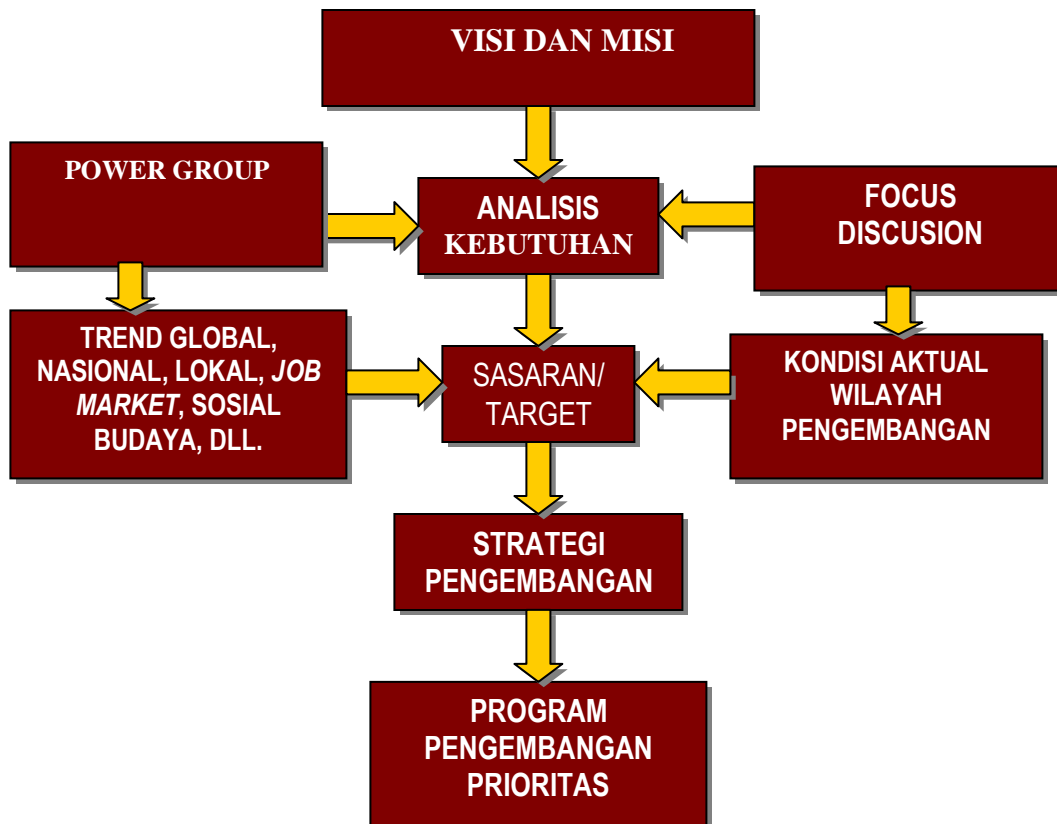 VISI DAN MISI
POWER GROUP
ANALISIS
KEBUTUHAN
FOCUS
DISCUSION
TREND GLOBAL,
NASIONAL, LOKAL, JOB
MARKET, SOSIAL
BUDAYA, DLL.
SASARAN/
TARGET
KONDISI AKTUAL
WILAYAH
PENGEMBANGAN
STRATEGI
PENGEMBANGAN
PROGRAM
PENGEMBANGAN
PRIORITAS